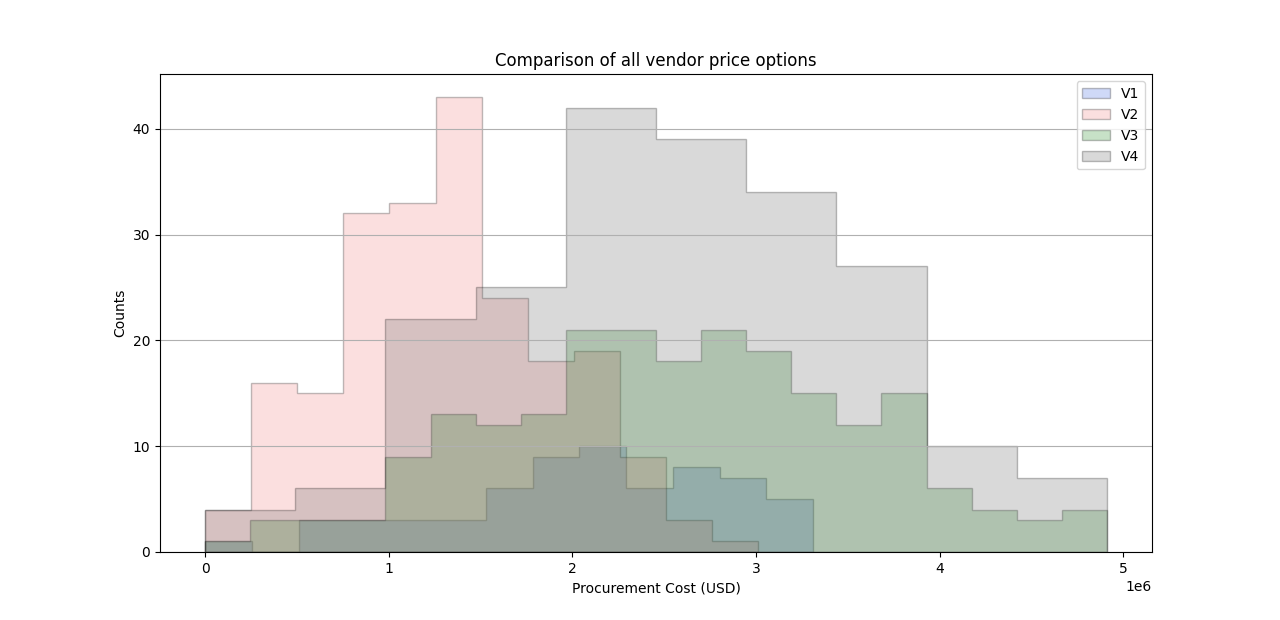 Comparison of all vendor price options
V1
V2
V3
V4
Counts
40
30
20
10
0
0 1 2 3 4 5
1e6
Procurement Cost (USD)